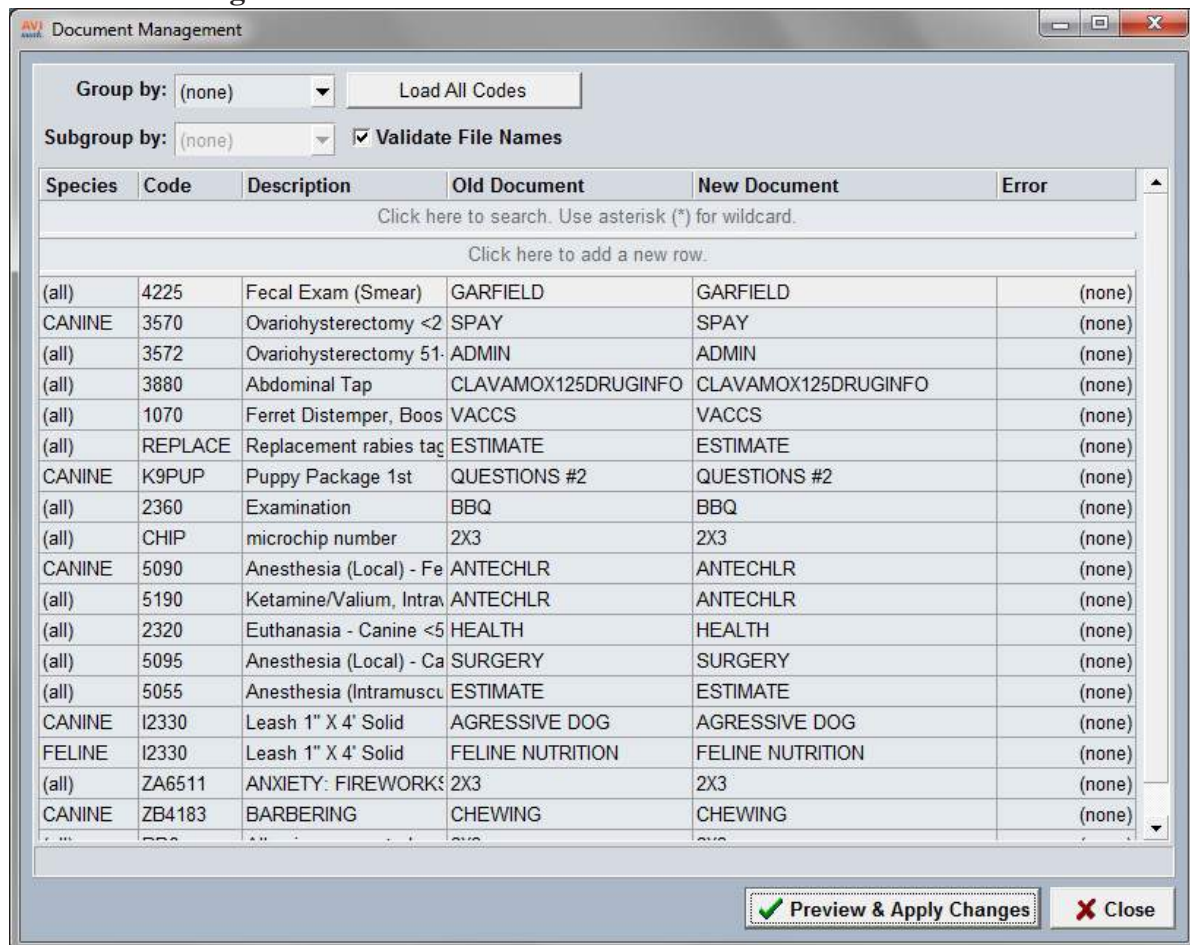 AVI Document Management
Group by: (none) Load All Codes
Subgroup by: (none) Validate File Names
Species Code Description Old Document New Document Error
Click here to search. Use asterisk (*) for wildcard.
Click here to add a new row.
(all) 4225 Fecal Exam (Smear) GARFIELD GARFIELD (none)
CANINE 3570 Ovariohysterectomy <2 SPAY SPAY (none)
(all) 3572 Ovariohysterectomy 51- ADMIN ADMIN (none)
(all) 3880 Abdominal Tap CLAVAMOX125DRUGINFO CLAVAMOX125DRUGINFO (none)
(all) 1070 Ferret Distemper, Boos VACCS VACCS (none)
(all) REPLACE Replacement rabies tag ESTIMATE ESTIMATE (none)
CANINE K9PUP Puppy Package 1st QUESTIONS #2 QUESTIONS #2 (none)
(all) 2360 Examination BBQ BBQ (none)
(all) CHIP microchip number 2X3 2X3 (none)
CANINE 5090 Anesthesia (Local) - Fe ANTECHLR ANTECHLR (none)
(all) 5190 Ketamine/Valium, Intrav ANTECHLR ANTECHLR (none)
(all) 2320 Euthanasia - Canine <5 HEALTH HEALTH (none)
(all) 5095 Anesthesia (Local) - Ca SURGERY SURGERY (none)
(all) 5055 Anesthesia (Intramuscu ESTIMATE ESTIMATE (none)
CANINE I2330 Leash 1" X 4' Solid AGRESSIVE DOG AGRESSIVE DOG (none)
FELINE I2330 Leash 1" X 4' Solid FELINE NUTRITION FELINE NUTRITION (none)
(all) ZA6511 ANXIETY: FIREWORKS 2X3 2X3 (none)
CANINE ZB4183 BARBERING CHEWING CHEWING (none)
Preview & Apply Changes Close